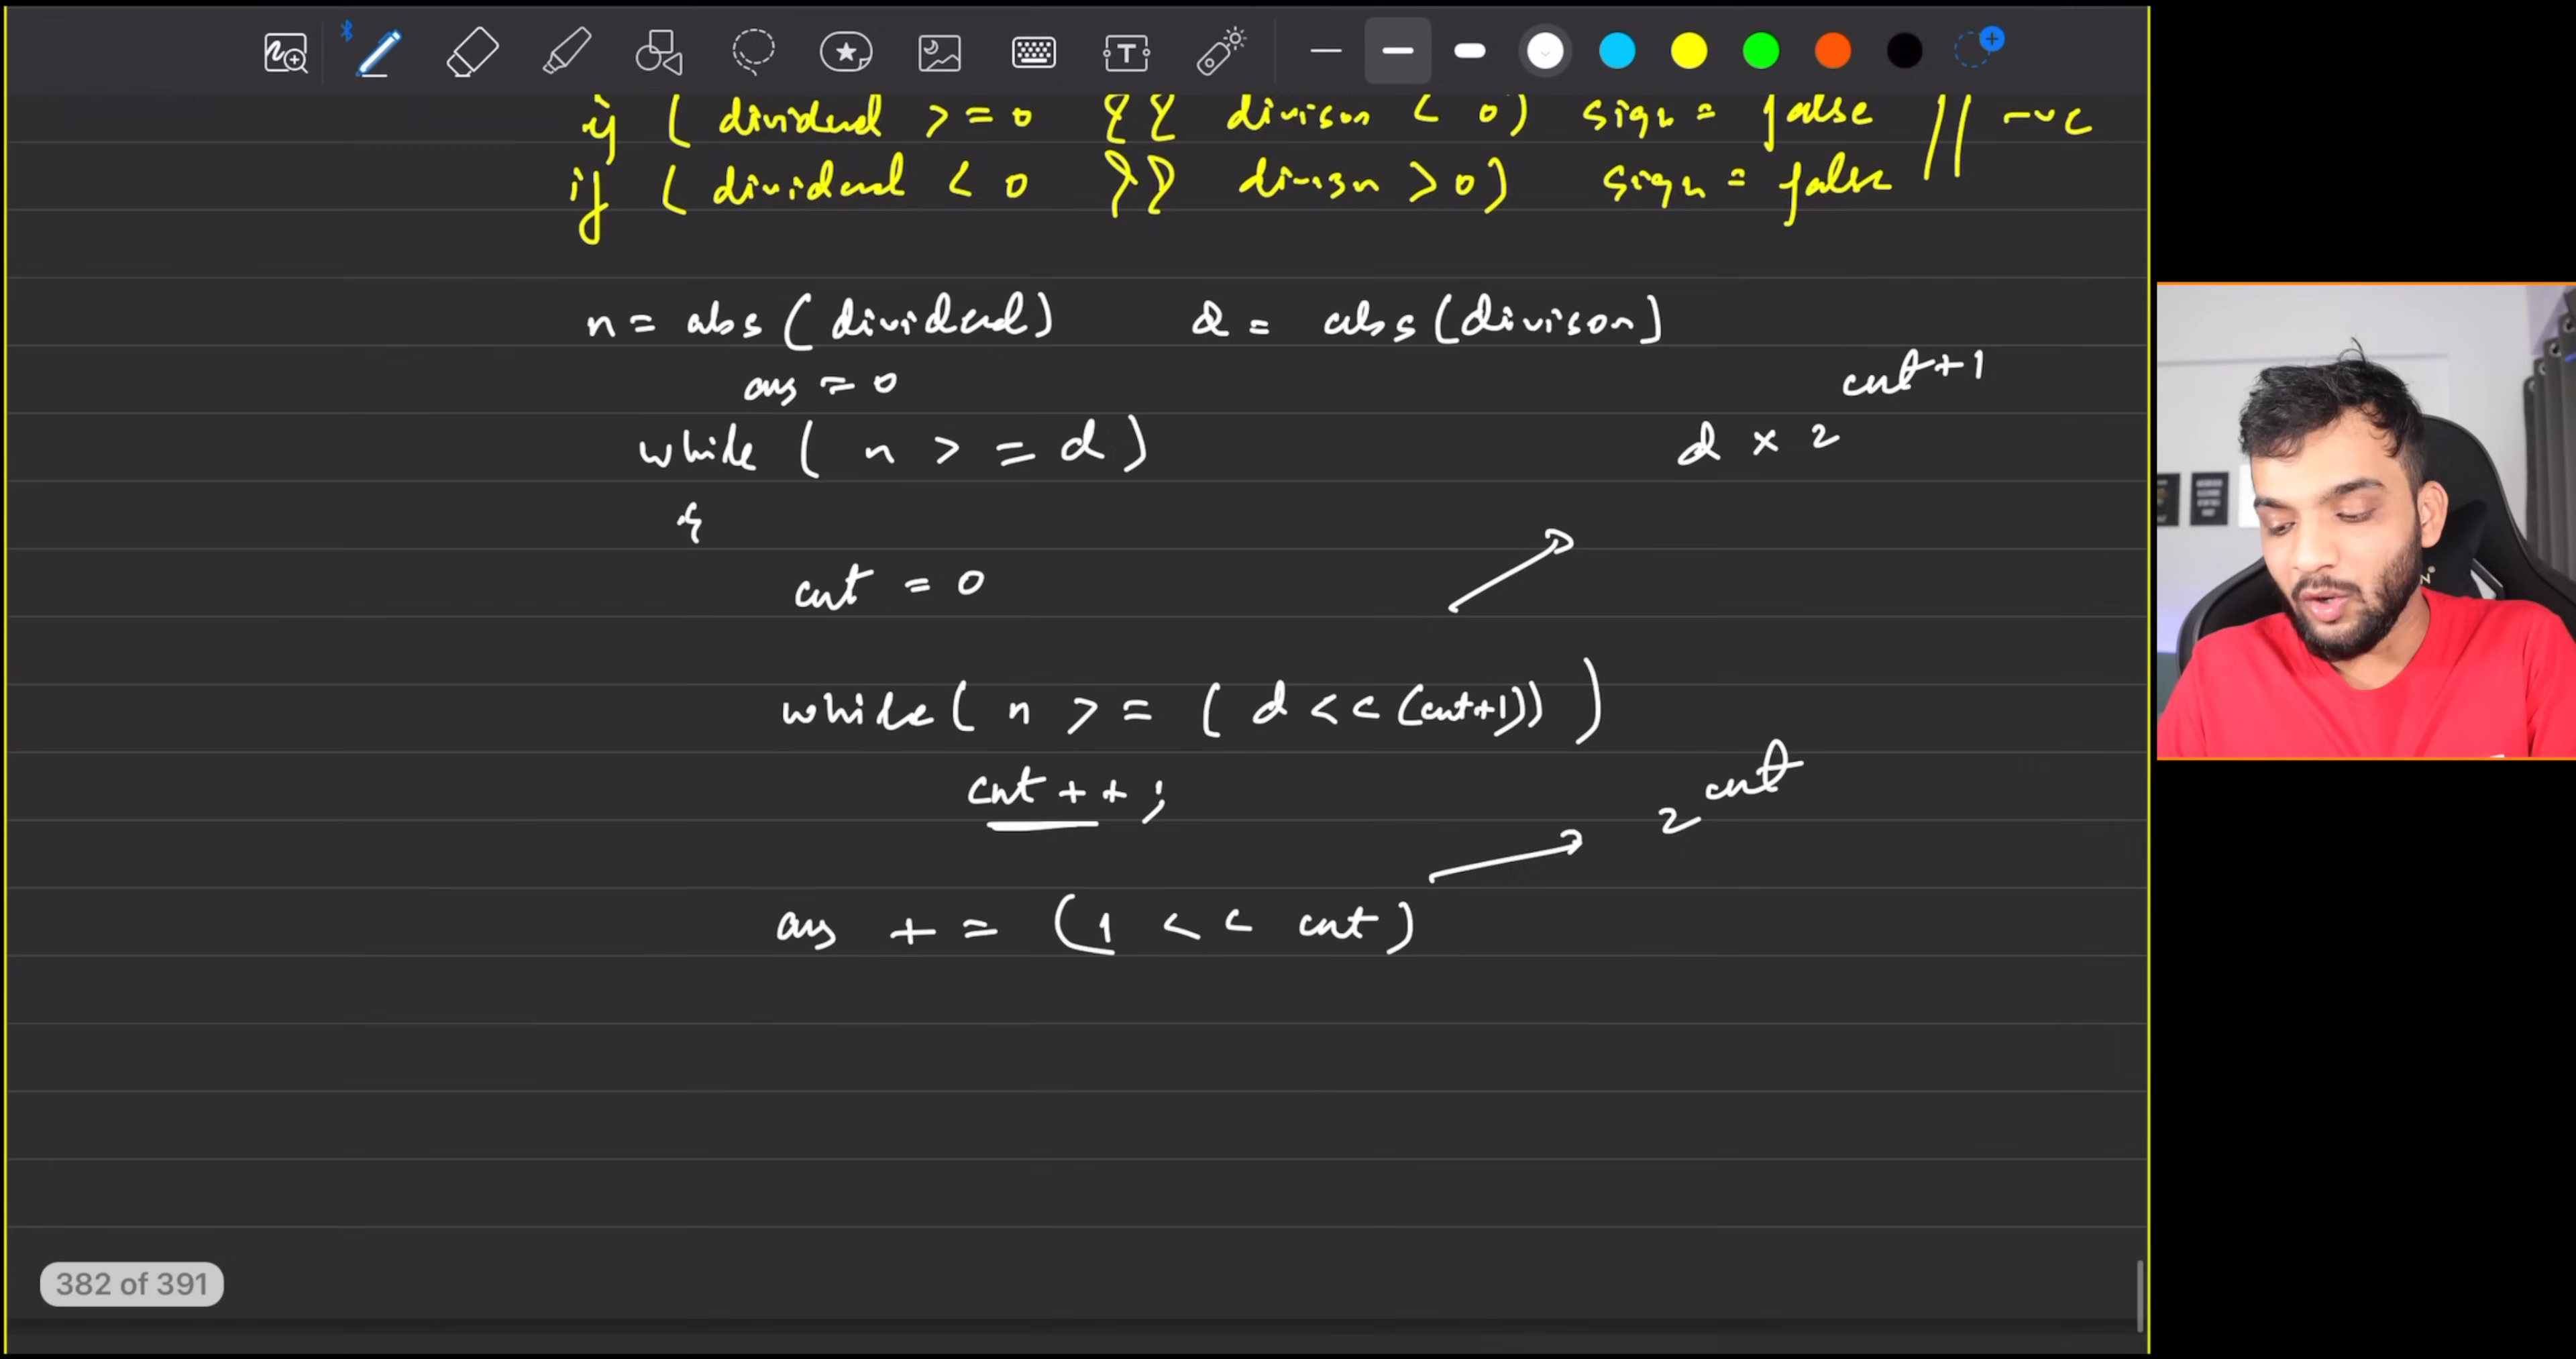 if ( dividend >= 0 && divisor < 0) sign = false // -ve
if ( dividend < 0 && divisor > 0) sign = false
n = abs ( dividend) d = abs (divisor)
ans = 0
cnt+1
while ( n >= d)
d x 2
{
cnt = 0
while ( n >= ( d << (cnt+1)) )
cnt ++ ;
2 cnt
ans += (1 << cnt)
382 of 391